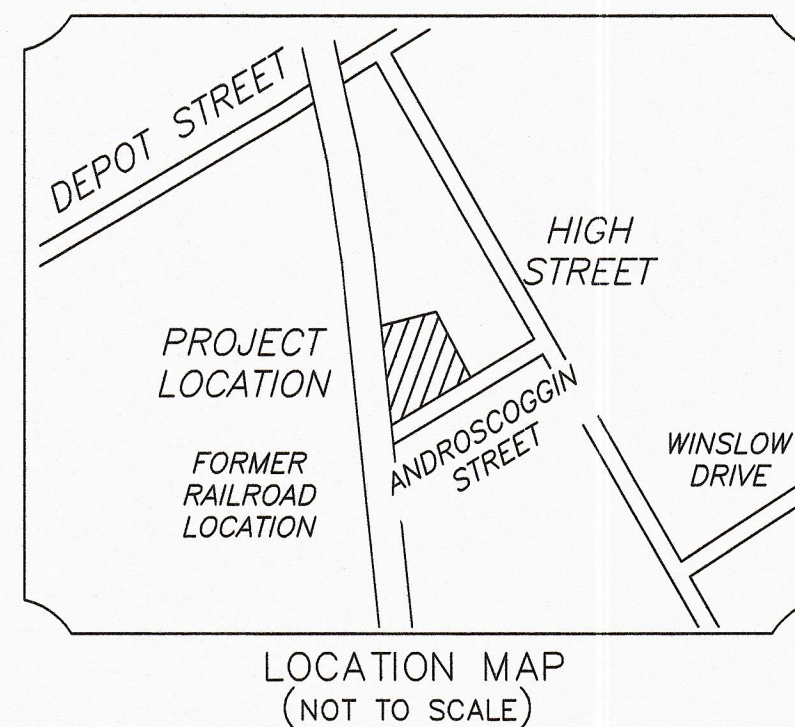 DEPOT STREET
HIGH
STREET
PROJECT
LOCATION
ANDROSCOGGIN
STREET
FORMER
RAILROAD
LOCATION
WINSLOW
DRIVE
LOCATION MAP
(NOT TO SCALE)